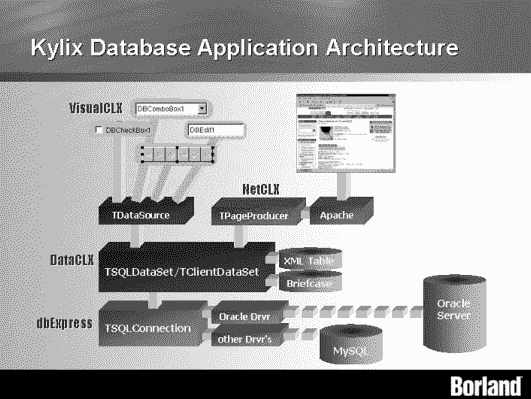 Kylix Database Application Architecture
VisualCLX
DBComboBox1
DBCheckBox1
DBEdit1
NetCLX
TDataSource
TPageProducer
Apache
DataCLX
TSQLDataSet/TClientDataSet
XML Table
Briefcase
dbExpress
TSQLConnection
Oracle Drvr
other Drvr's
MySQL
Oracle
Server
Borland